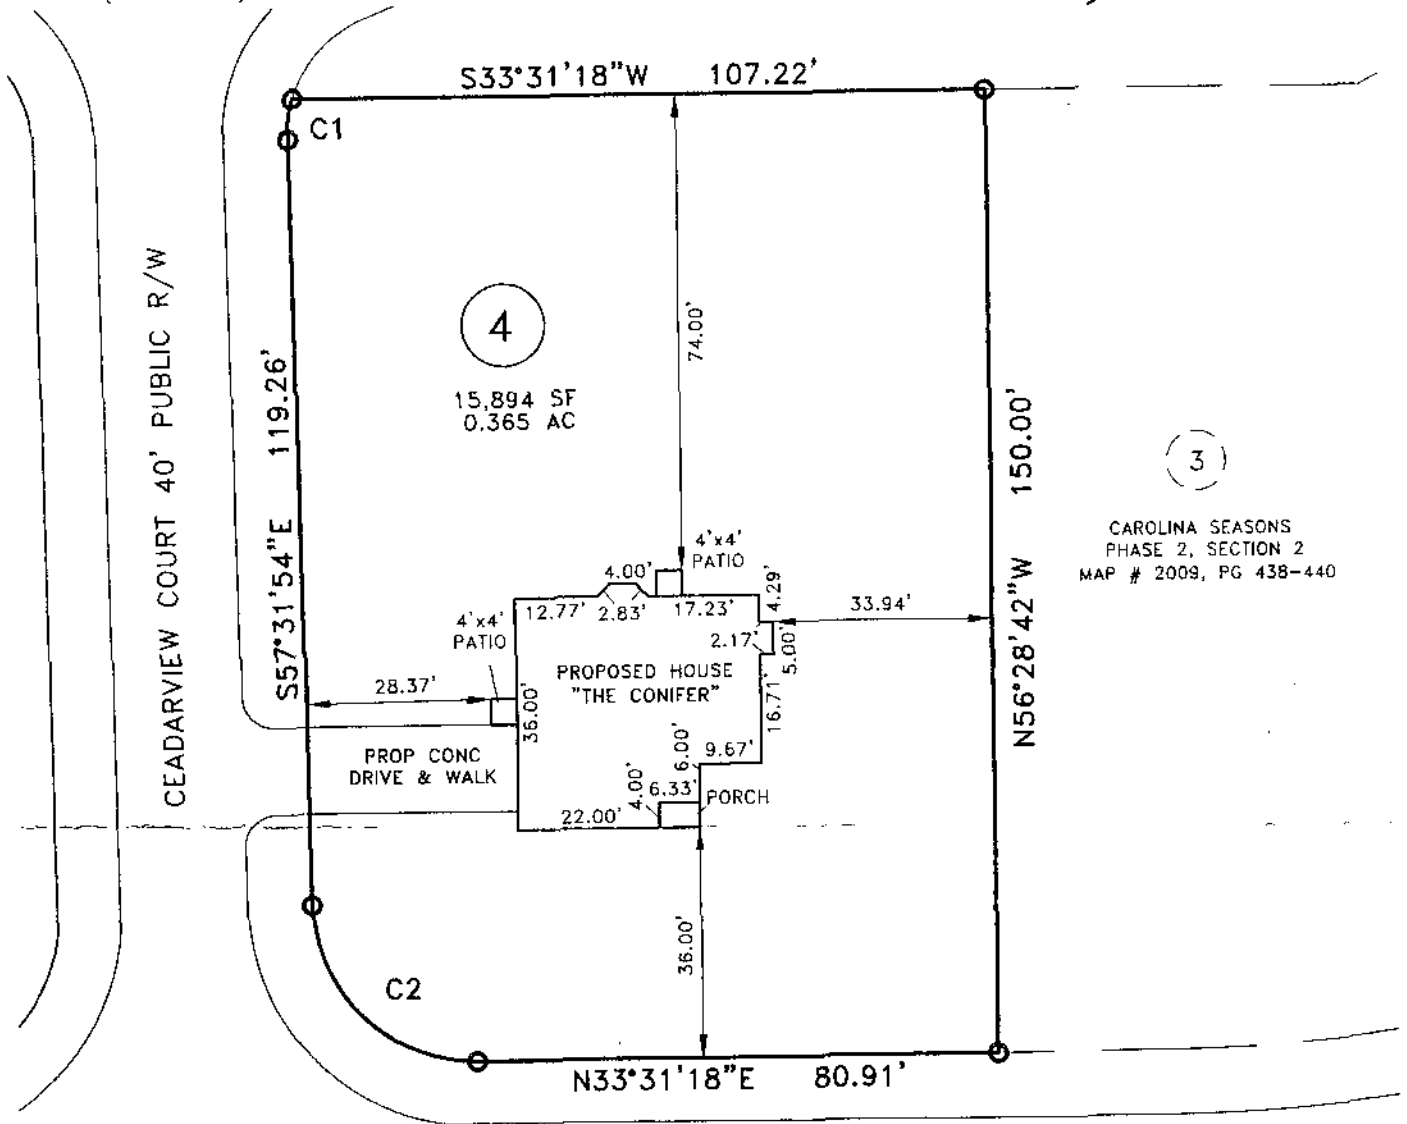 S33°31'18"W 107.22'
C1
CEADARVIEW COURT 40' PUBLIC R/W
S57°31'54"E 119.26'
4
15,894 SF
0.365 AC
74.00'
N56°28'42"W 150.00'
3
CAROLINA SEASONS
PHASE 2, SECTION 2
MAP # 2009, PG 438-440
4'x4'
PATIO
4.00'
12.77'
2.83'
17.23'
4.29'
33.94'
4'x4'
PATIO
2.17'
5.00'
PROPOSED HOUSE
"THE CONIFER"
28.37'
36.00'
16.71'
PROP CONC
DRIVE & WALK
6.00'
9.67'
4.00'
6.33'
PORCH
22.00'
36.00'
C2
N33°31'18"E 80.91'